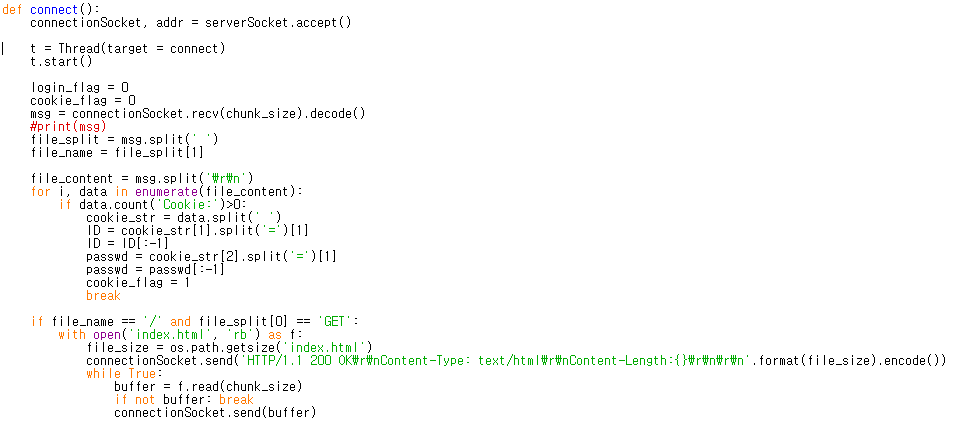 def connect():
    connectionSocket, addr = serverSocket.accept()

    t = Thread(target = connect)
    t.start()

    login_flag = 0
    cookie_flag = 0
    msg = connectionSocket.recv(chunk_size).decode()
    #print(msg)
    file_split = msg.split(' ')
    file_name = file_split[1]

    file_content = msg.split('₩r₩n')
    for i, data in enumerate(file_content):
        if data.count('Cookie:')>0:
            cookie_str = data.split(' ')
            ID = cookie_str[1].split('=')[1]
            ID = ID[:-1]
            passwd = cookie_str[2].split('=')[1]
            passwd = passwd[:-1]
            cookie_flag = 1
            break

    if file_name == '/' and file_split[0] == 'GET':
        with open('index.html', 'rb') as f:
            file_size = os.path.getsize('index.html')
            connectionSocket.send('HTTP/1.1 200 OK₩r₩nContent-Type: text/html₩r₩nContent-Length:{}₩r₩n₩r₩n'.format(file_size).encode())
            while True:
                buffer = f.read(chunk_size)
                if not buffer: break
                connectionSocket.send(buffer)